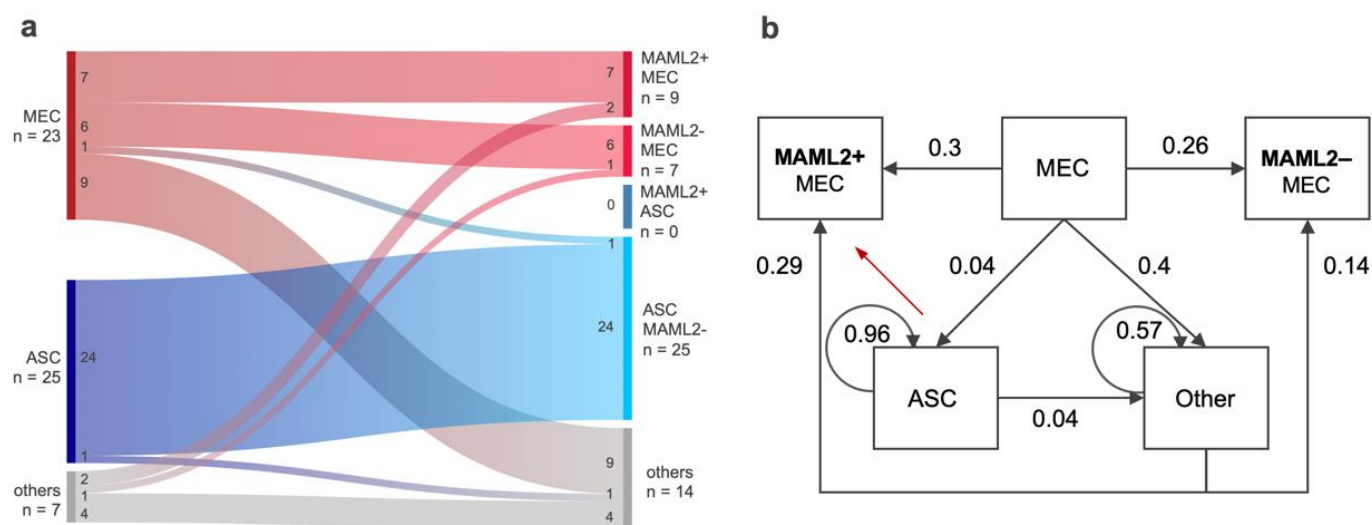 a
7
MEC
n = 23
6
1
9
ASC
n = 25
24
1
others
n = 7
2
1
4
7
2
MAML2+
MEC
n = 9
6
1
MAML2-
MEC
n = 7
0
MAML2+
ASC
n = 0
1
24
ASC
MAML2-
n = 25
9
1
4
others
n = 14
b
MAML2+
MEC
0.3
MEC
0.26
MAML2–
MEC
0.29
0.04
0.4
0.14
0.96
0.57
ASC
0.04
Other